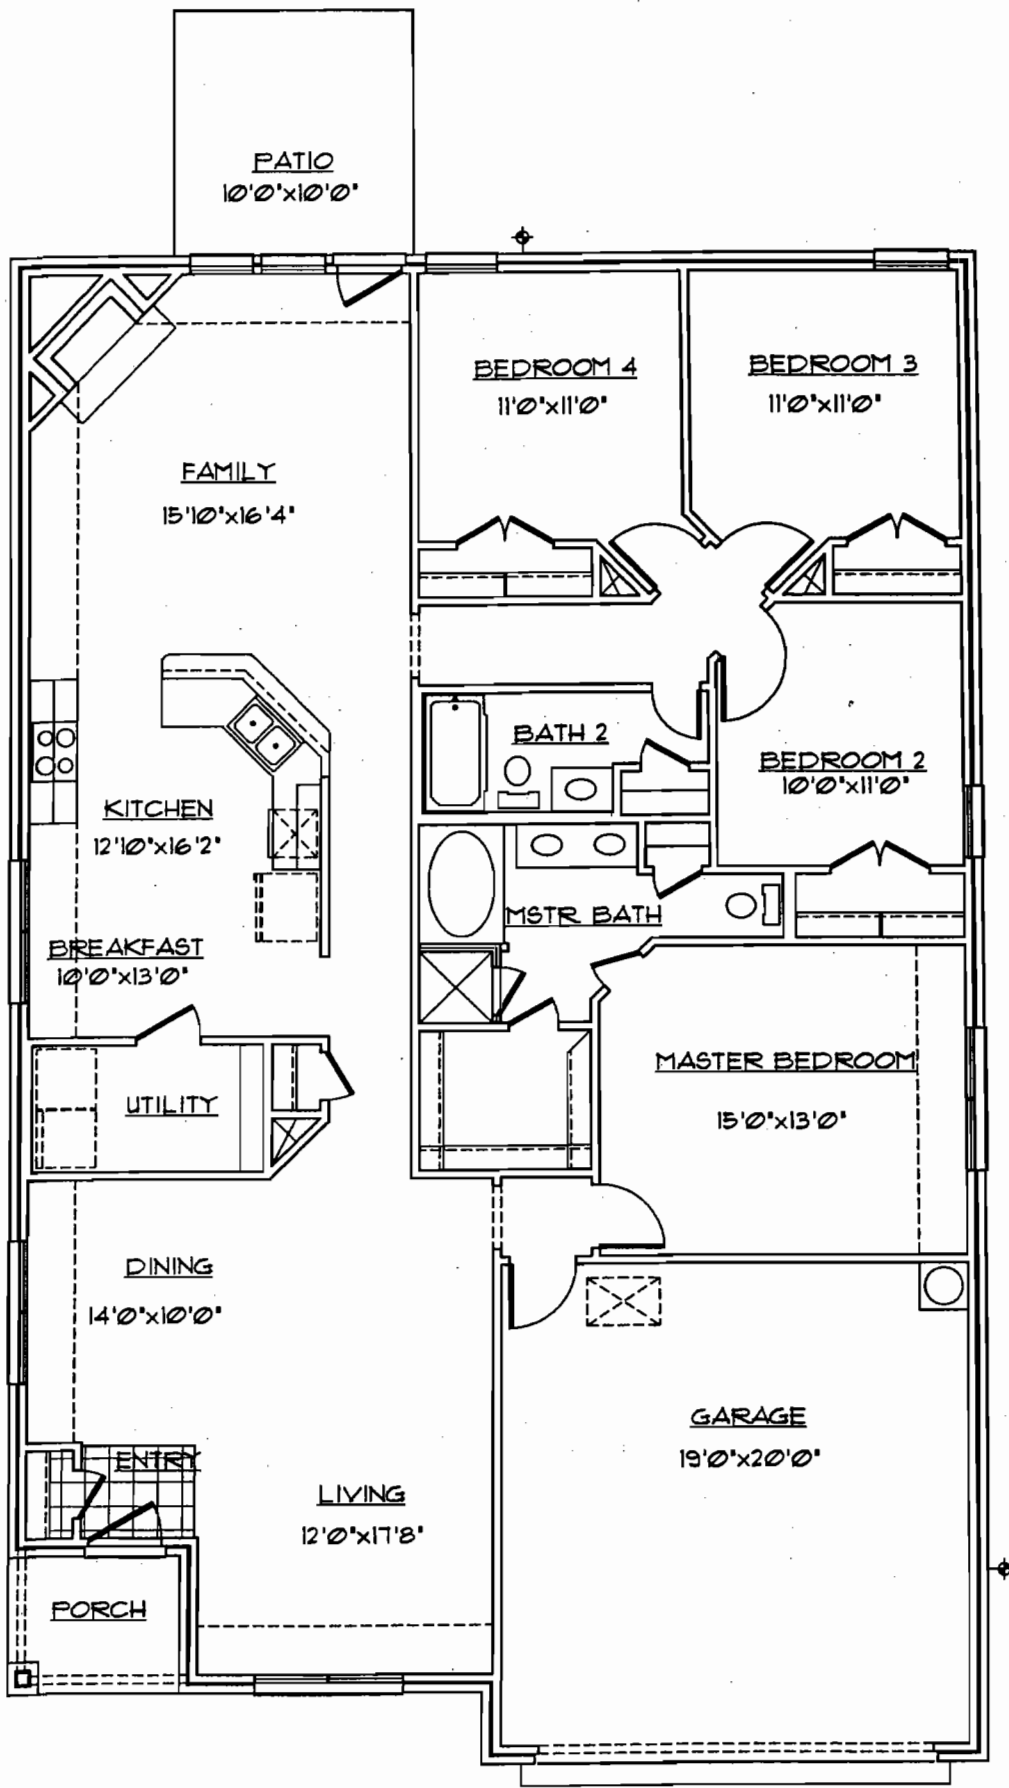 PATIO
10'0"x10'0"
BEDROOM 4
11'0"x11'0"
BEDROOM 3
11'0"x11'0"
FAMILY
15'10"x16'4"
BATH 2
BEDROOM 2
10'0"x11'0"
KITCHEN
12'10"x16'2"
MSTR BATH
BREAKFAST
10'0"x13'0"
MASTER BEDROOM
15'0"x13'0"
UTILITY
DINING
14'0"x10'0"
GARAGE
19'0"x20'0"
ENTRY
LIVING
12'0"x17'8"
PORCH